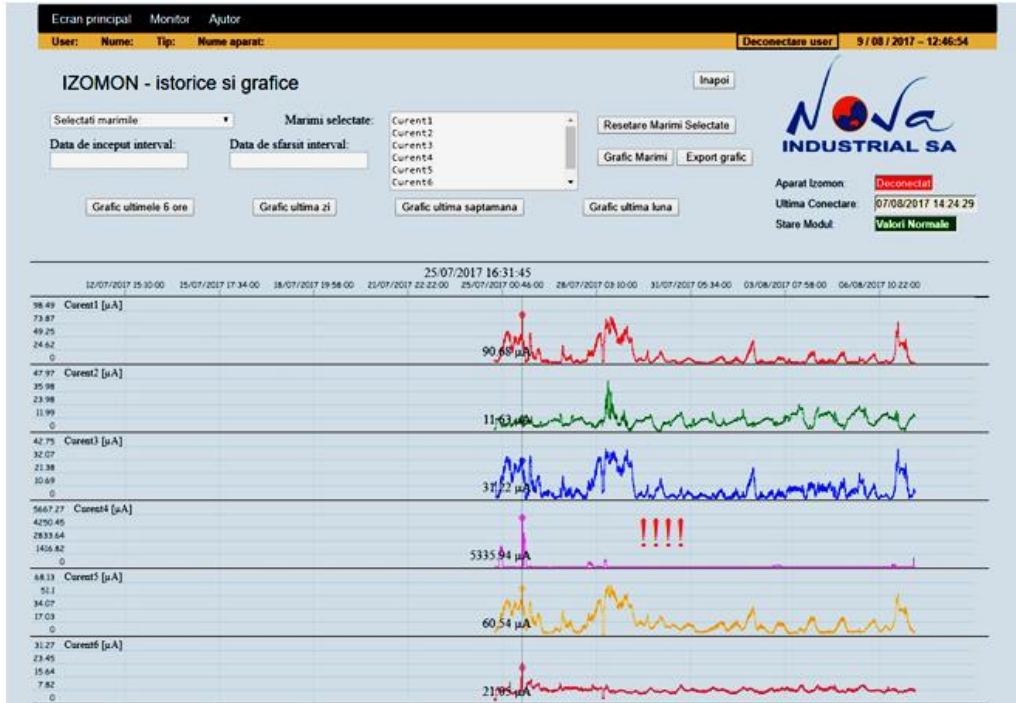 Ecran principal Monitor Ajutor
User: Nume: Tip: Nume aparat: Deconectare user 9 / 08 / 2017 – 12:46:54
IZOMON - istorice si grafice
Inapoi
Selectati marimile
Marimi selectate:
Curent1
Curent2
Curent3
Curent4
Curent5
Curent6
Resetare Marimi Selectate
Data de inceput interval:
Data de sfarsit interval:
Grafic Marimi
Export grafic
NOVA
INDUSTRIAL SA
Aparat Izomon: Deconectat
Ultima Conectare: 07/08/2017 14:24:29
Stare Modul: Valori Normale
Grafic ultimele 6 ore
Grafic ultima zi
Grafic ultima saptamana
Grafic ultima luna
25/07/2017 16:31:45
12/07/2017 15:10:00 15/07/2017 17:34:00 18/07/2017 19:58:00 21/07/2017 22:22:00 25/07/2017 00:46:00 28/07/2017 03:10:00 31/07/2017 05:34:00 03/08/2017 07:58:00 06/08/2017 10:22:00
98.49 Curent1 [µA]
73.87
49.25
24.62
0
90.68 µA
47.97 Curent2 [µA]
35.98
23.98
11.99
0
11.63 µA
42.75 Curent3 [µA]
32.07
21.38
10.69
0
31.22 µA
5667.27 Curent4 [µA]
4250.45
2833.64
1416.82
0
5335.94 µA
!!!!
68.13 Curent5 [µA]
51.1
34.07
17.03
0
60.54 µA
31.27 Curent6 [µA]
23.45
15.64
7.82
0
21.05 µA